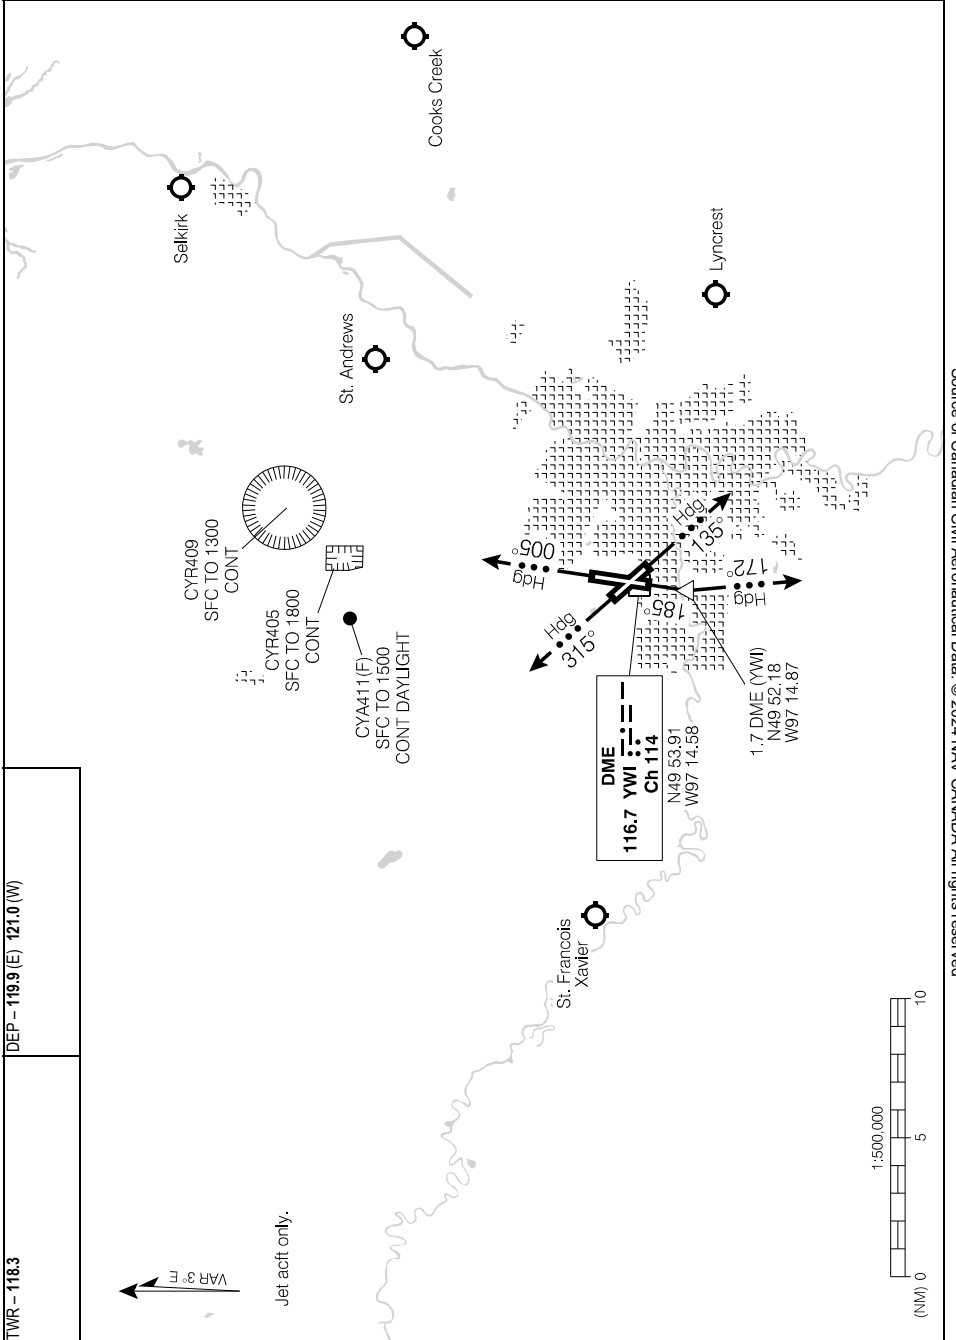 TWR – 118.3
DEP – 119.9 (E) 121.0 (W)
VAR 3° E
Jet acft only.
Selkirk
Cooks Creek
St. Andrews
Lyncrest
CYR409
SFC TO 1300
CONT
CYR405
SFC TO 1800
CONT
CYA411(F)
SFC TO 1500
CONT DAYLIGHT
Hdg
005°
Hdg
315°
Hdg
135°
185°
Hdg
172°
DME
116.7 YWI
Ch 114
N49 53.91
W97 14.58
1.7 DME (YWI)
N49 52.18
W97 14.87
St. Francois
Xavier
1:500,000
(NM) 0 5 10
Source of Canadian Civil Aeronautical Data: © 2024 NAV CANADA All rights reserved